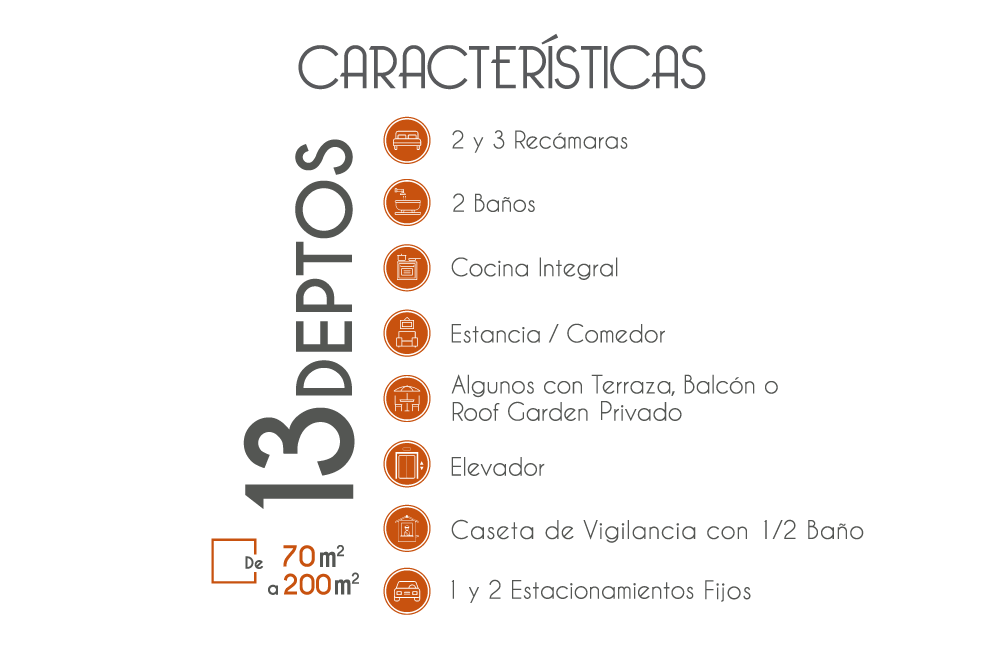 CARACTERÍSTICAS
13 DEPTOS
De 70 m²
a 200 m²
2 y 3 Recámaras
2 Baños
Cocina Integral
Estancia / Comedor
Algunos con Terraza, Balcón o
Roof Garden Privado
Elevador
Caseta de Vigilancia con 1/2 Baño
1 y 2 Estacionamientos Fijos